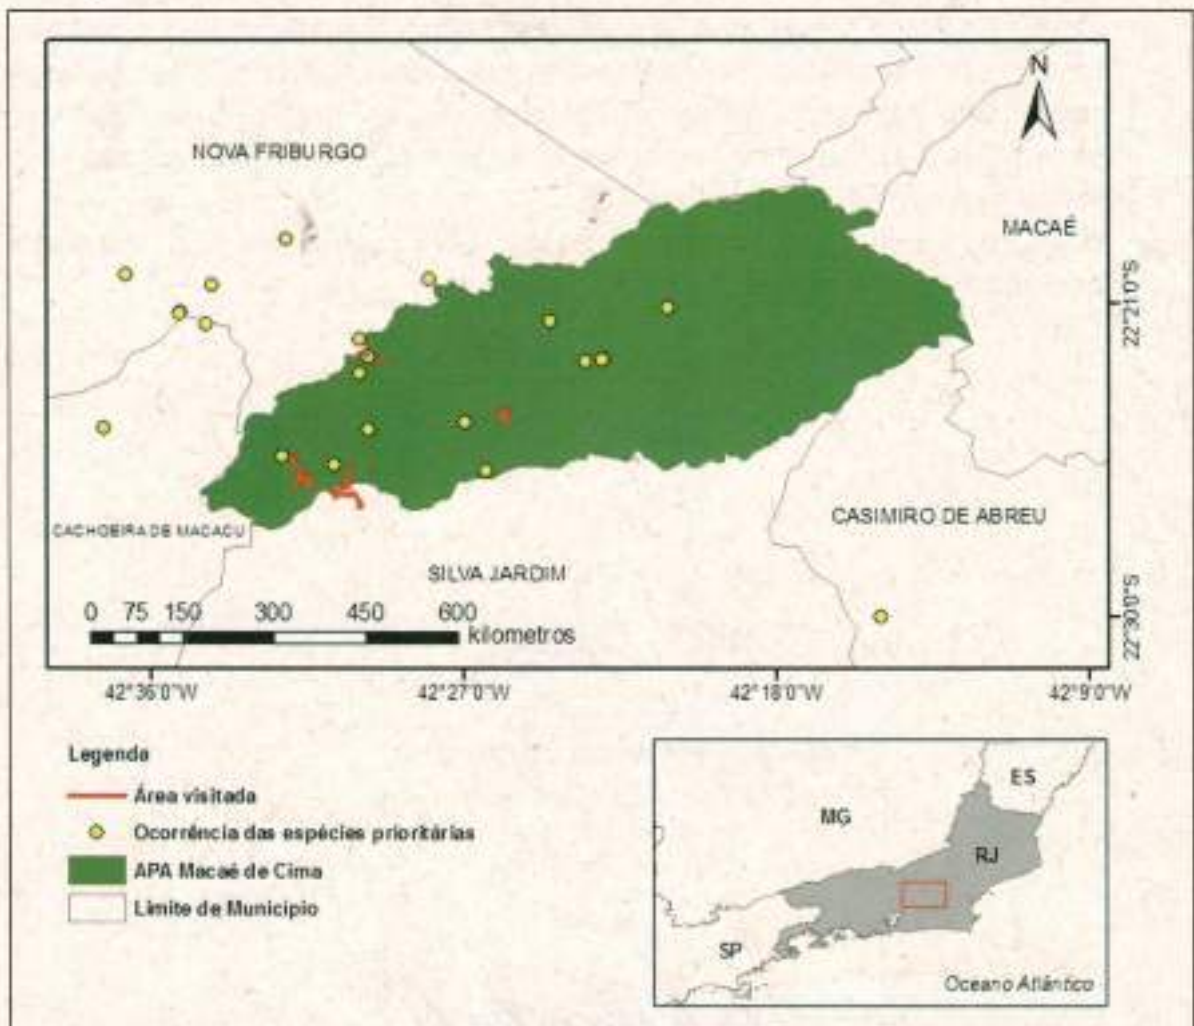 N
NOVA FRIBURGO
MACAÉ
22°21'0"S
CACHOEIRA DE MACACU
CASIMIRO DE ABREU
SILVA JARDIM
0 75 150 300 450 600
kilometros
22°30'0"S
42°36'0"W 42°27'0"W 42°18'0"W 42°9'0"W
Legenda
Área visitada
Ocorrência das espécies prioritárias
APA Macaé de Cima
Limite de Município
ES
MG
RJ
SP
Oceano Atlântico